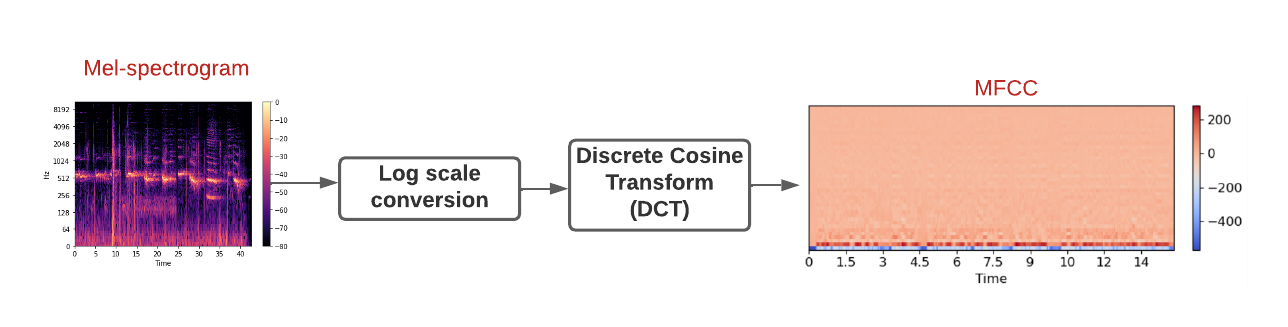 Mel-spectrogram
8192
4096
2048
1024
512
256
128
64
0
Hz
0 5 10 15 20 25 30 35 40
Time
0
−10
−20
−30
−40
−50
−60
−70
−80
Log scale
conversion
Discrete Cosine
Transform
(DCT)
MFCC
0 1.5 3 4.5 6 7.5 9 10 12 14
Time
200
0
−200
−400